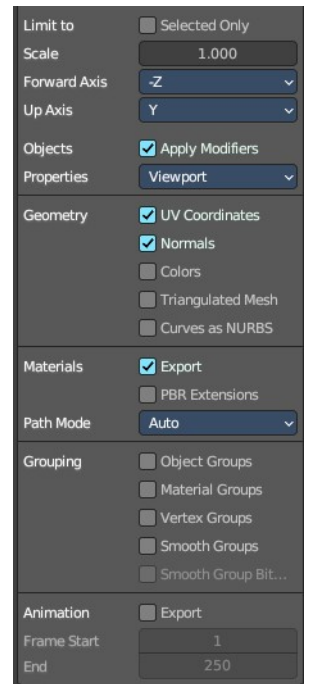 Limit to Selected Only
Scale 1.000
Forward Axis -Z
Up Axis Y
Objects Apply Modifiers
Properties Viewport
Geometry UV Coordinates
Normals
Colors
Triangulated Mesh
Curves as NURBS
Materials Export
PBR Extensions
Path Mode Auto
Grouping Object Groups
Material Groups
Vertex Groups
Smooth Groups
Smooth Group Bit...
Animation Export
Frame Start 1
End 250